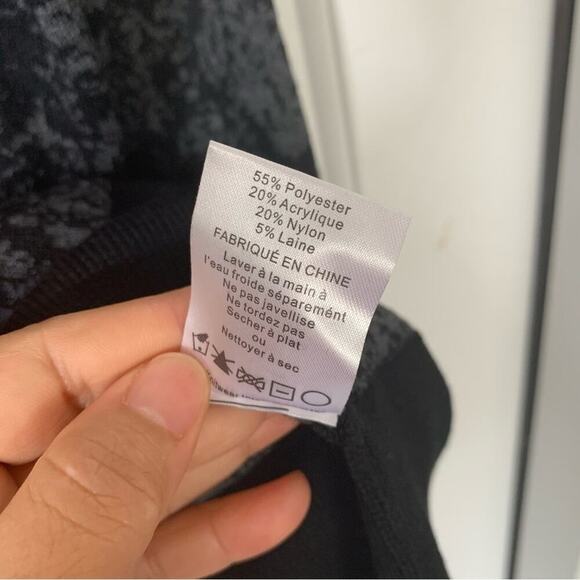 55% Polyester
20% Acrylique
20% Nylon
5% Laine
FABRIQUÉ EN CHINE
Laver à la main à
l'eau froide séparément
Ne pas javellise
Ne tordez pas
Secher à plat
ou
Nettoyer à sec